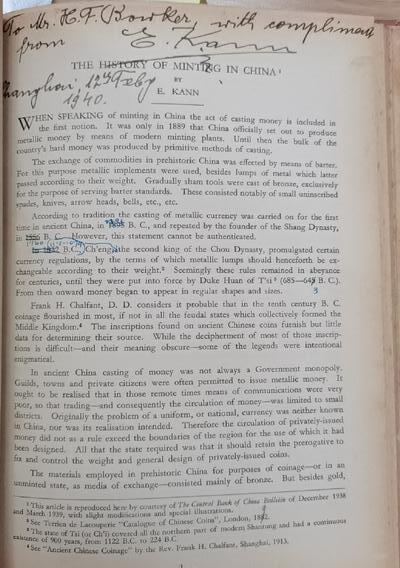 To Mr. H.F. Bowker, with compliments
from E. Kann
THE HISTORY OF MINTING IN CHINA¹
BY
Shanghai, 12th Feby
E. KANN
1940.
WHEN SPEAKING of minting in China the act of casting money is included in
the first notion. It was only in 1889 that China officially set out to produce
metallic money by means of modern minting plants. Until then the bulk of the
country's hard money was produced by primitive methods of casting.
The exchange of commodities in prehistoric China was effected by means of barter.
For this purpose metallic implements were used, besides lumps of metal which latter
passed according to their weight. Gradually sham tools were cast of bronze, exclusively
for the purpose of serving barter standards. These consisted notably of small uninscribed
spades, knives, arrow heads, bells, etc., etc.
According to tradition the casting of metallic currency was carried on for the first
time in ancient China, in B. C., and repeated by the founder of the Shang Dynasty,
in B. C. However, this statement cannot be authenticated.
B.C., Ch'eng, the second king of the Chou Dynasty, promulgated certain
currency regulations, by the terms of which metallic lumps should henceforth be ex-
changeable according to their weight.² Seemingly these rules remained in abeyance
for centuries, until they were put into force by Duke Huan of T'si ³ (685—643 B. C.).
From then onward money began to appear in regular shapes and sizes. 3
Frank H. Chalfant, D. D. considers it probable that in the tenth century B. C.
coinage flourished in most, if not in all the feudal states which collectively formed the
Middle Kingdom.⁴ The inscriptions found on ancient Chinese coins furnish but little
data for determining their source. While the decipherment of most of those inscrip-
tions is difficult—and their meaning obscure—some of the legends were intentional
enigmatical.
In ancient China casting of money was not always a Government monopoly.
Guilds, towns and private citizens were often permitted to issue metallic money. It
ought to be realised that in those remote times means of communications were very
poor, so that trading—and consequently the circulation of money—was limited to small
districts. Originally the problem of a uniform, or national, currency was neither known
in China, nor was its realisation intended. Therefore the circulation of privately-issued
money did not as a rule exceed the boundaries of the region for the use of which it had
been designed. All that the state required was that it should retain the prerogative to
fix and control the weight and general design of privately-issued coins.
The materials employed in prehistoric China for purposes of coinage—or in an
unminted state, as media of exchange—consisted mainly of bronze. But besides gold,
¹ This article is reproduced here by courtesy of The Central Bank of China Bulletin of December 1938
and March 1939, with slight modifications and special illustrations.
² See Terrien de Lacouperie "Catalogue of Chinese Coins", London, 1892.
³ The state of Tsi (or Ch'i) covered all the northern part of modern Shantung and had a continuous
existence of 900 years, from 1122 B.C. to 224 B.C.
⁴ See "Ancient Chinese Coinage" by the Rev. Frank H. Chalfant, Shanghai, 1913.